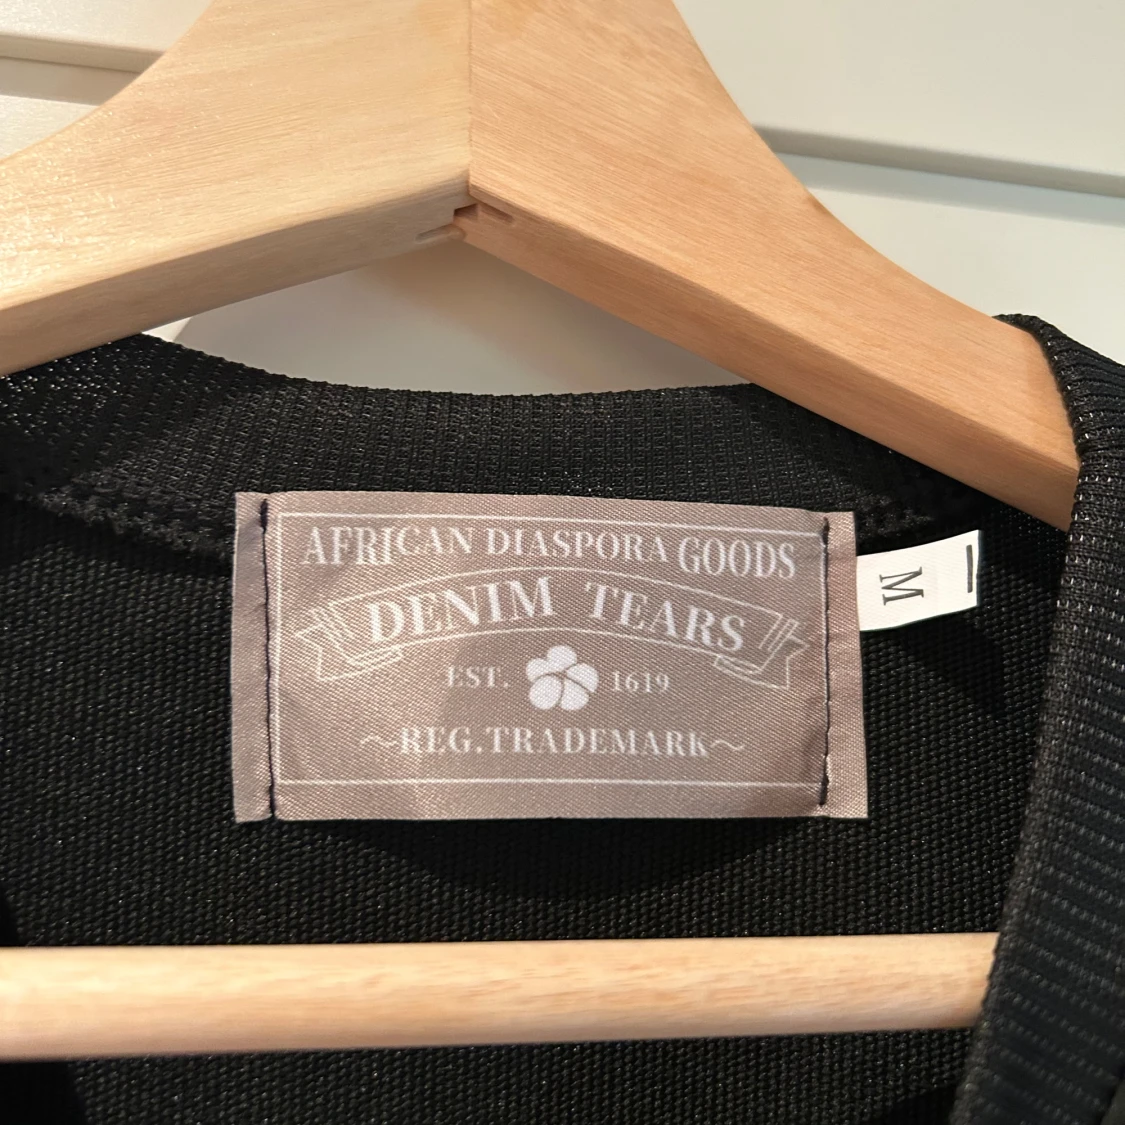 AFRICAN DIASPORA GOODS
DENIM TEARS
EST. 1619
~REG.TRADEMARK~
M